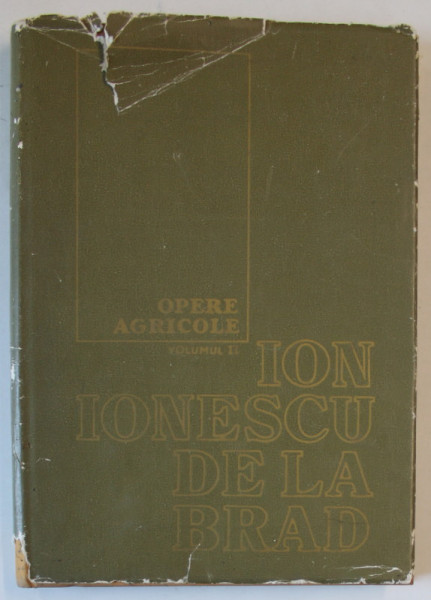 OPERE
AGRICOLE
VOLUMUL II
ION
IONESCU
DE LA
BRAD